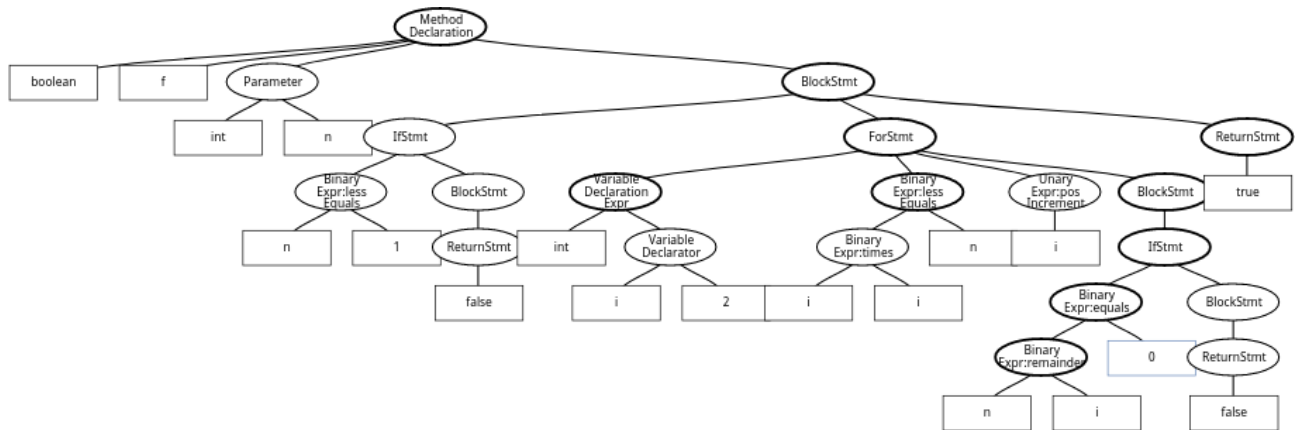 Method
Declaration
boolean
f
Parameter
BlockStmt
int
n
IfStmt
ForStmt
ReturnStmt
Binary
Expr:less
Equals
BlockStmt
Variable
Declaration
Expr
Binary
Expr:less
Equals
Unary
Expr:pos
Increment
BlockStmt
true
n
1
ReturnStmt
int
Variable
Declarator
Binary
Expr:times
n
i
IfStmt
false
i
2
i
i
Binary
Expr:equals
BlockStmt
Binary
Expr:remainder
0
ReturnStmt
n
i
false